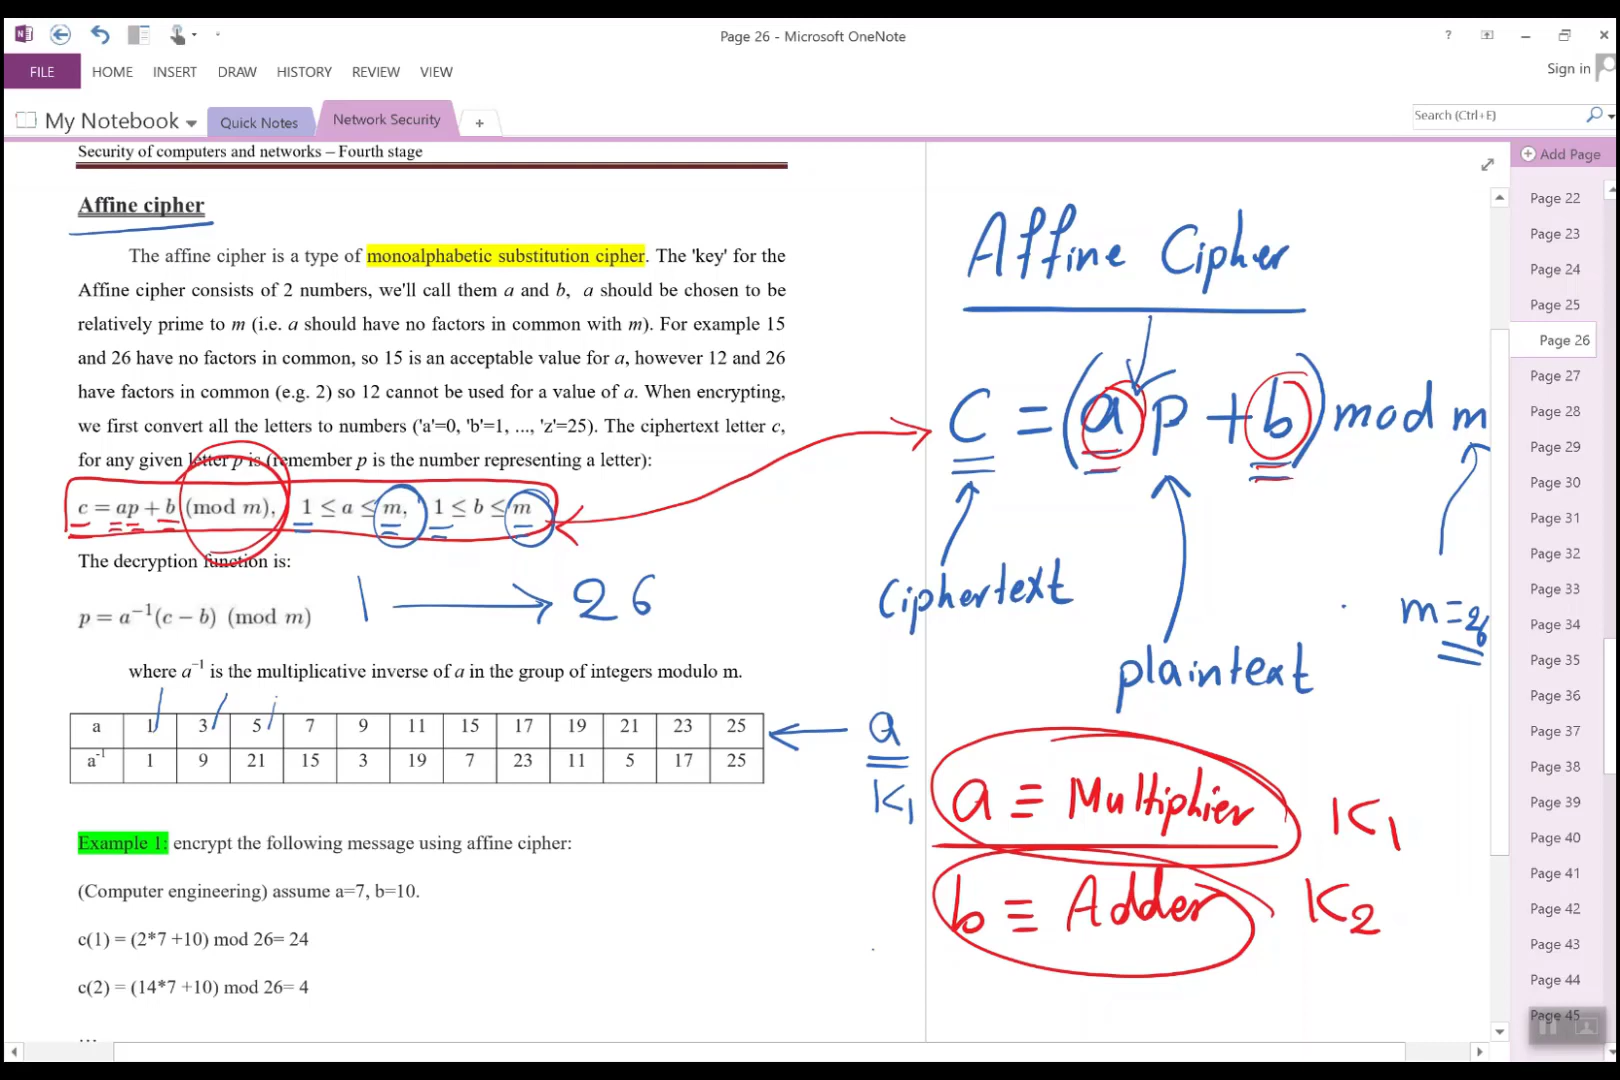 Page 26 - Microsoft OneNote
?
FILE HOME INSERT DRAW HISTORY REVIEW VIEW
Sign in
My Notebook Quick Notes Network Security +
Search (Ctrl+E)
Add Page
Page 22
Page 23
Page 24
Page 25
Page 26
Page 27
Page 28
Page 29
Page 30
Page 31
Page 32
Page 33
Page 34
Page 35
Page 36
Page 37
Page 38
Page 39
Page 40
Page 41
Page 42
Page 43
Page 44
Page 45
Security of computers and networks – Fourth stage
Affine cipher
The affine cipher is a type of monoalphabetic substitution cipher. The 'key' for the
Affine cipher consists of 2 numbers, we'll call them a and b, a should be chosen to be
relatively prime to m (i.e. a should have no factors in common with m). For example 15
and 26 have no factors in common, so 15 is an acceptable value for a, however 12 and 26
have factors in common (e.g. 2) so 12 cannot be used for a value of a. When encrypting,
we first convert all the letters to numbers ('a'=0, 'b'=1, ..., 'z'=25). The ciphertext letter c,
for any given letter p is (remember p is the number representing a letter):
c = ap + b (mod m), 1 ≤ a ≤ m, 1 ≤ b ≤ m
The decryption function is:
1 → 26
p = a⁻¹(c − b) (mod m)
where a⁻¹ is the multiplicative inverse of a in the group of integers modulo m.
a 1 3 5 7 9 11 15 17 19 21 23 25
a⁻¹ 1 9 21 15 3 19 7 23 11 5 17 25
Example 1: encrypt the following message using affine cipher:
(Computer engineering) assume a=7, b=10.
c(1) = (2*7 +10) mod 26= 24
c(2) = (14*7 +10) mod 26= 4
...
Affine Cipher
C = (a p + b) mod m
Ciphertext
m = 26
plaintext
a
K1
a ≡ Multiplier K1
b ≡ Adder K2